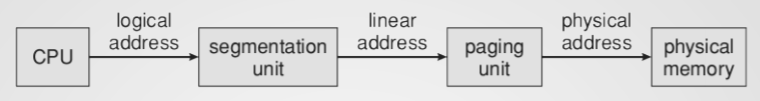 CPU
logical
address
segmentation
unit
linear
address
paging
unit
physical
address
physical
memory